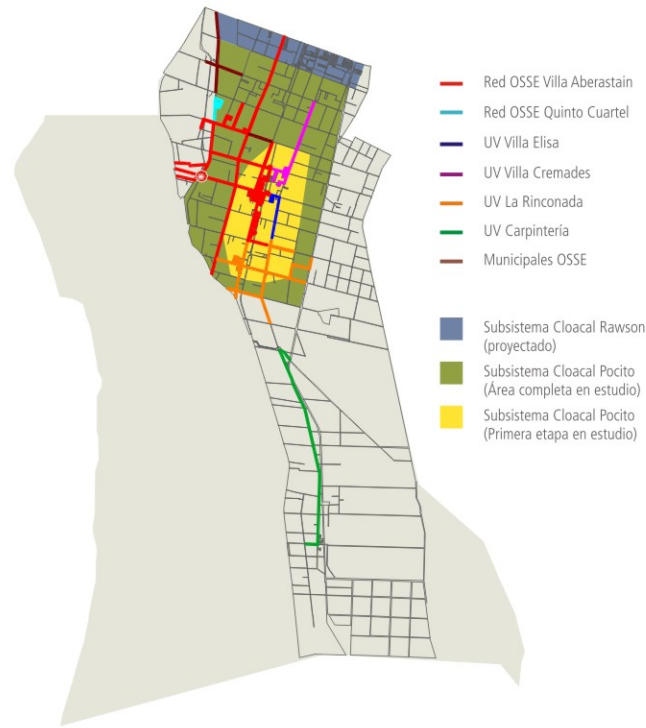 Red OSSE Villa Aberastain
Red OSSE Quinto Cuartel
UV Villa Elisa
UV Villa Cremades
UV La Rinconada
UV Carpintería
Municipales OSSE
Subsistema Cloacal Rawson
(proyectado)
Subsistema Cloacal Pocito
(Área completa en estudio)
Subsistema Cloacal Pocito
(Primera etapa en estudio)